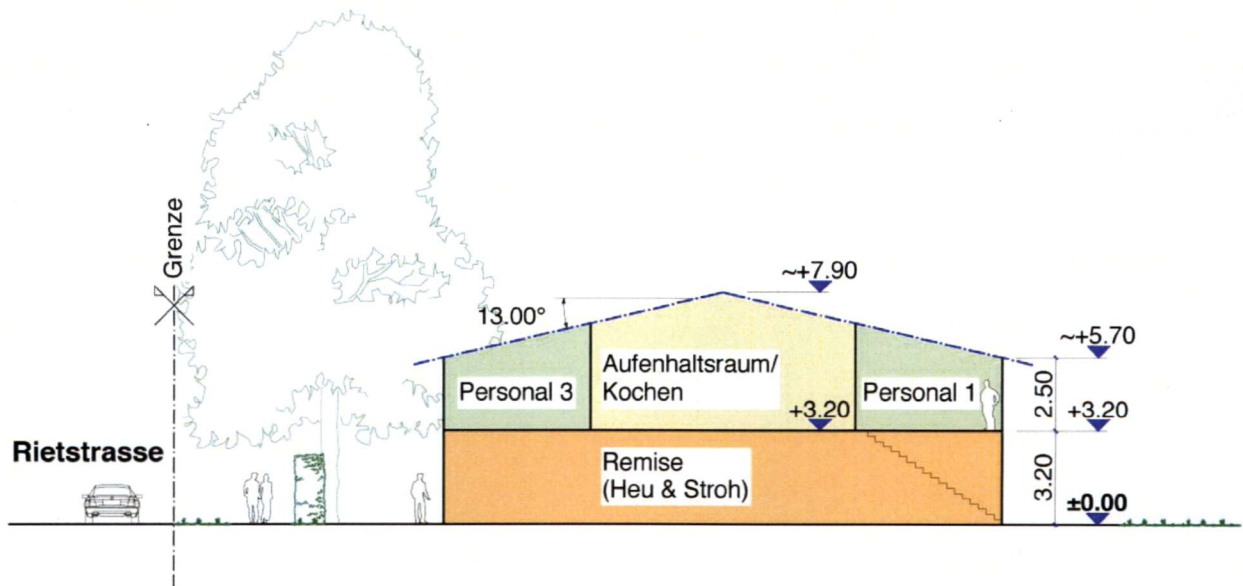 Grenze
~+7.90
13.00°
~+5.70
Aufenthaltsraum/
Kochen
Personal 3
Personal 1
2.50
+3.20
+3.20
Rietstrasse
Remise
(Heu & Stroh)
3.20
±0.00